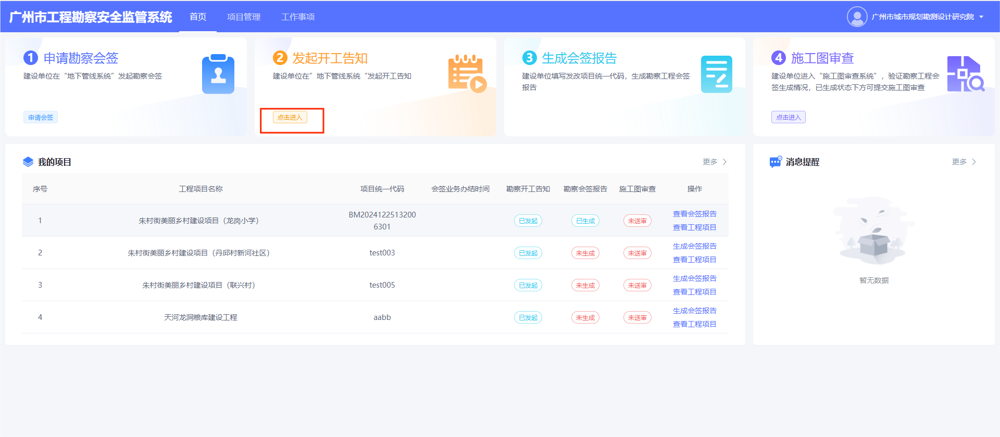 广州市工程勘察安全监管系统 首页 项目管理 工作事项 广州市城市规划勘测设计研究院
1 申请勘察会签
建设单位在“地下管线系统”发起勘察会签
申请会签
2 发起开工告知
建设单位在”地下管线系统“发起开工告知
点击进入
3 生成会签报告
建设单位填写发改项目统一代码，生成勘察工程会签
报告
4 施工图审查
建设单位进入“施工图审查系统”，验证勘察工程会
签生成情况，已生成状态下方可提交施工图审查
点击进入
我的项目 更多
序号 工程项目名称 项目统一代码 会签业务办结时间 勘察开工告知 勘察会签报告 施工图审查 操作
1 朱村街美丽乡村建设项目（龙岗小学） BM2024122513200
6301 已发起 已生成 未送审 查看会签报告
查看工程项目
2 朱村街美丽乡村建设项目（丹邱村新河社区） test003 已发起 未生成 未送审 生成会签报告
查看工程项目
3 朱村街美丽乡村建设项目（联兴村） test005 已发起 未生成 未送审 生成会签报告
查看工程项目
4 天河龙洞粮库建设工程 aabb 已发起 未生成 未送审 生成会签报告
查看工程项目
消息提醒 更多
暂无数据